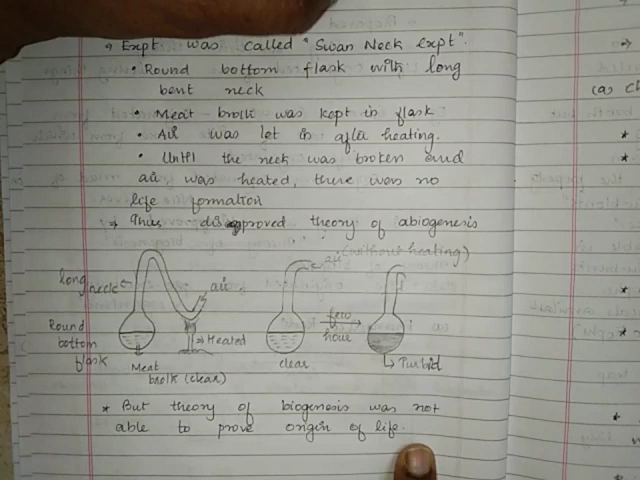 → Expt was called "Swan Neck expt".
• Round bottom flask with long
bent neck
• Meat broth was kept in flask
• Air was let in after heating.
• Until the neck was broken and
air was heated, there was no
life formation
→ Thus disapproved theory of abiogenesis
air (without heating)
long neck ←
air
Round
bottom
flask
→ Heated
few
hour
Meat
broth (clear)
clear
→ Turbid
* But theory of biogenesis was not
able to prove origin of life.
(a) Ch